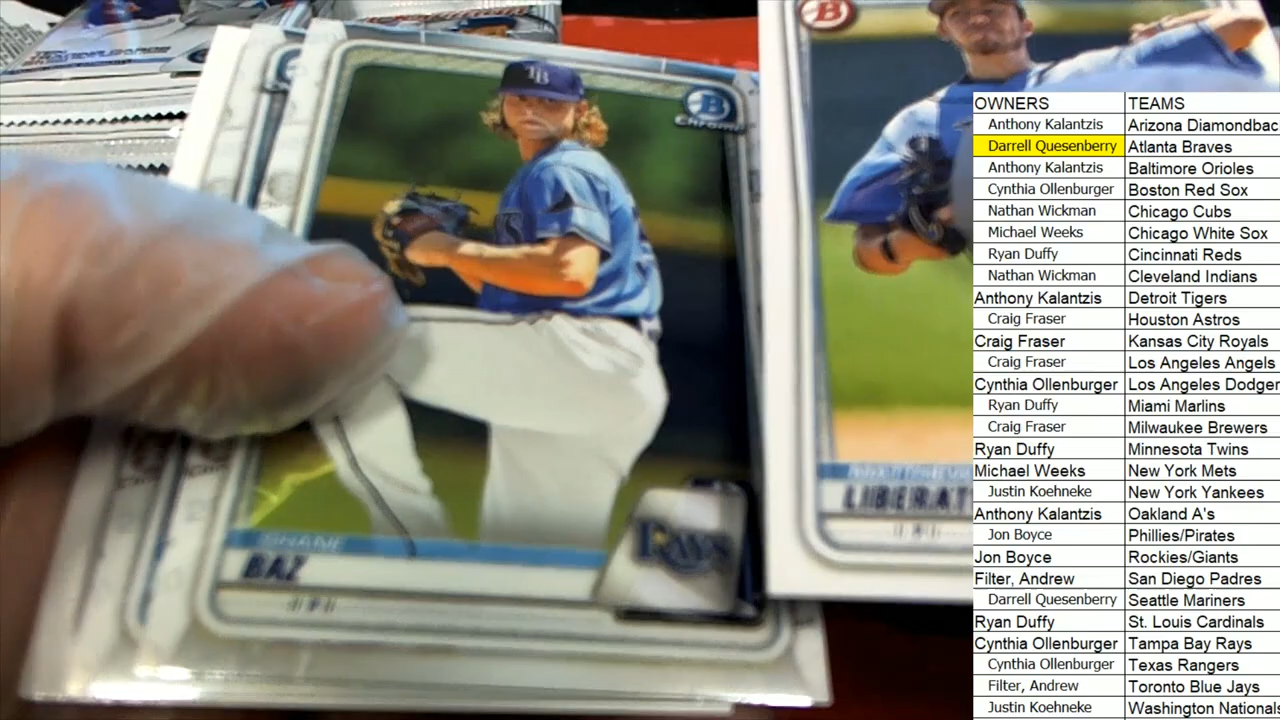 TB
B
Chrome
B
SHANE
BAZ
Rays
LIBERAT
OWNERS TEAMS
Anthony Kalantzis Arizona Diamondbac
Darrell Quesenberry Atlanta Braves
Anthony Kalantzis Baltimore Orioles
Cynthia Ollenburger Boston Red Sox
Nathan Wickman Chicago Cubs
Michael Weeks Chicago White Sox
Ryan Duffy Cincinnati Reds
Nathan Wickman Cleveland Indians
Anthony Kalantzis Detroit Tigers
Craig Fraser Houston Astros
Craig Fraser Kansas City Royals
Craig Fraser Los Angeles Angels
Cynthia Ollenburger Los Angeles Dodger
Ryan Duffy Miami Marlins
Craig Fraser Milwaukee Brewers
Ryan Duffy Minnesota Twins
Michael Weeks New York Mets
Justin Koehneke New York Yankees
Anthony Kalantzis Oakland A's
Jon Boyce Phillies/Pirates
Jon Boyce Rockies/Giants
Filter, Andrew San Diego Padres
Darrell Quesenberry Seattle Mariners
Ryan Duffy St. Louis Cardinals
Cynthia Ollenburger Tampa Bay Rays
Cynthia Ollenburger Texas Rangers
Filter, Andrew Toronto Blue Jays
Justin Koehneke Washington Nationals